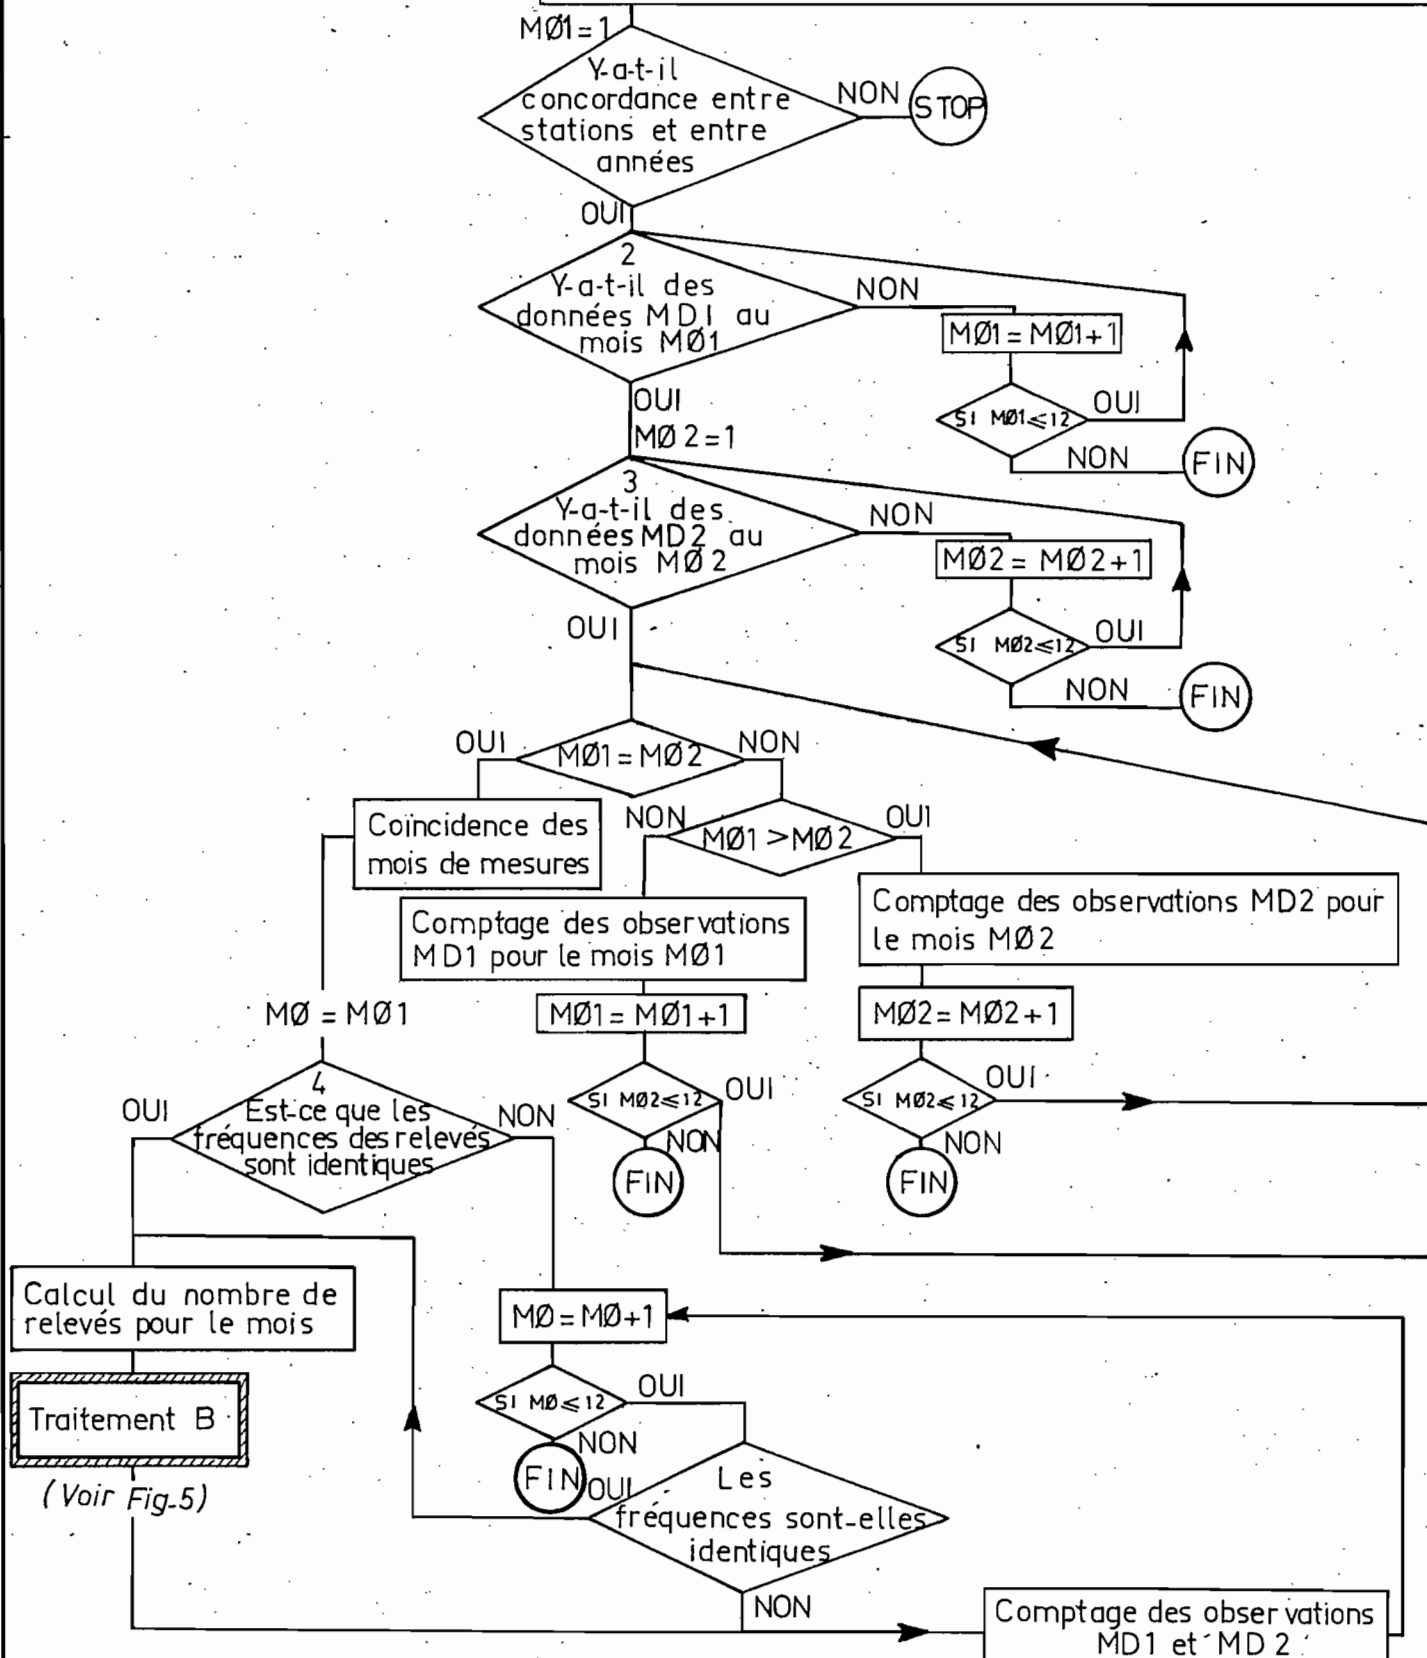 MØ1=1
Y-a-t-il
concordance entre
stations et entre
années
NON
STOP
OUI
2
Y-a-t-il des
données MD1 au
mois MØ1
NON
MØ1=MØ1+1
SI MØ1⩽12
OUI
NON
FIN
OUI
MØ2=1
3
Y-a-t-il des
données MD2 au
mois MØ2
NON
MØ2=MØ2+1
SI MØ2⩽12
OUI
NON
FIN
OUI
OUI
MØ1=MØ2
NON
Coïncidence des
mois de mesures
NON
MØ1>MØ2
OUI
Comptage des observations
MD1 pour le mois MØ1
Comptage des observations MD2 pour
le mois MØ2
MØ=MØ1
MØ1=MØ1+1
MØ2=MØ2+1
SI MØ2⩽12
OUI
NON
FIN
SI MØ2⩽12
OUI
NON
FIN
4
Est-ce que les
fréquences des relevés
sont identiques
OUI
NON
Calcul du nombre de
relevés pour le mois
MØ=MØ+1
Traitement B
(Voir Fig-5)
SI MØ⩽12
OUI
NON
FIN
OUI
Les
fréquences sont-elles
identiques
NON
Comptage des observations
MD1 et MD2